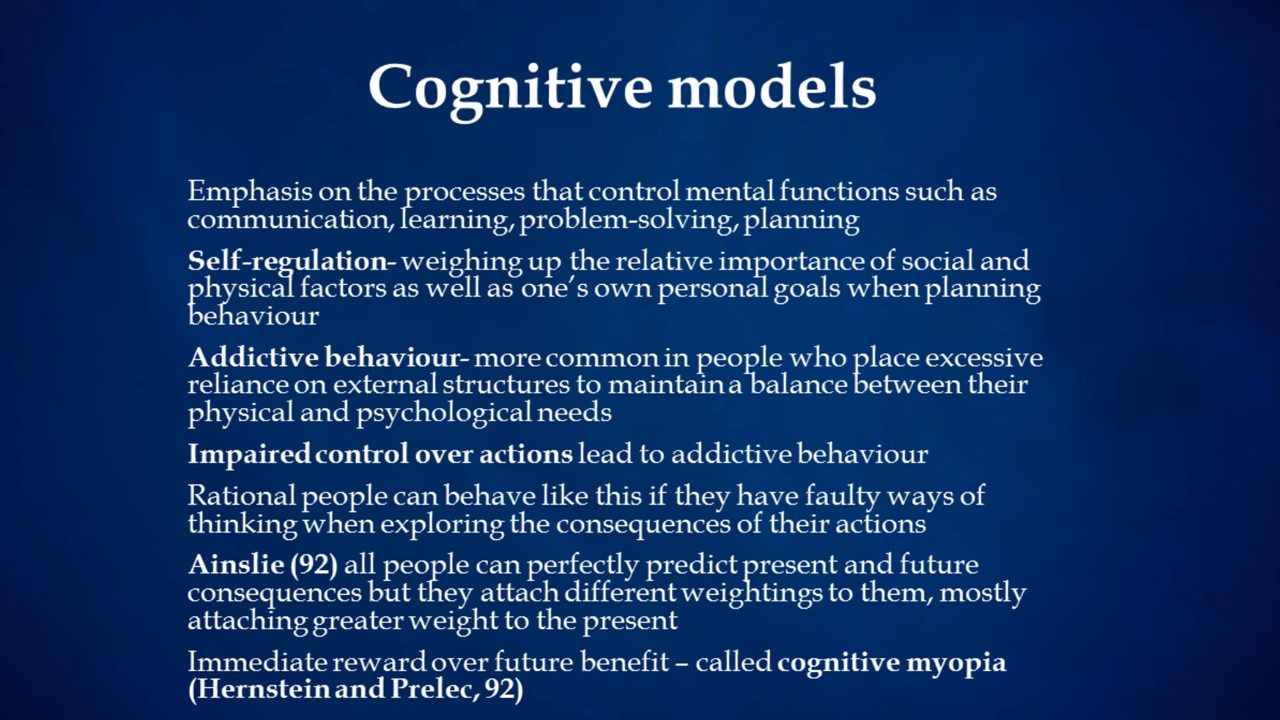 Cognitive models
Emphasis on the processes that control mental functions such as
communication, learning, problem-solving, planning
Self-regulation- weighing up the relative importance of social and
physical factors as well as one’s own personal goals when planning
behaviour
Addictive behaviour- more common in people who place excessive
reliance on external structures to maintain a balance between their
physical and psychological needs
Impaired control over actions lead to addictive behaviour
Rational people can behave like this if they have faulty ways of
thinking when exploring the consequences of their actions
Ainslie (92) all people can perfectly predict present and future
consequences but they attach different weightings to them, mostly
attaching greater weight to the present
Immediate reward over future benefit – called cognitive myopia
(Hernstein and Prelec, 92)